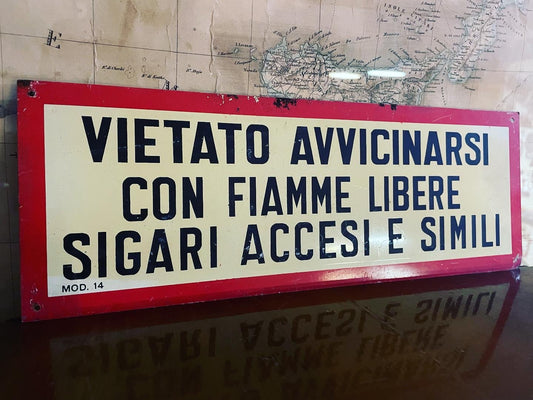 VIETATO AVVICINARSI
CON FIAMME LIBERE
SIGARI ACCESI E SIMILI
MOD. 14